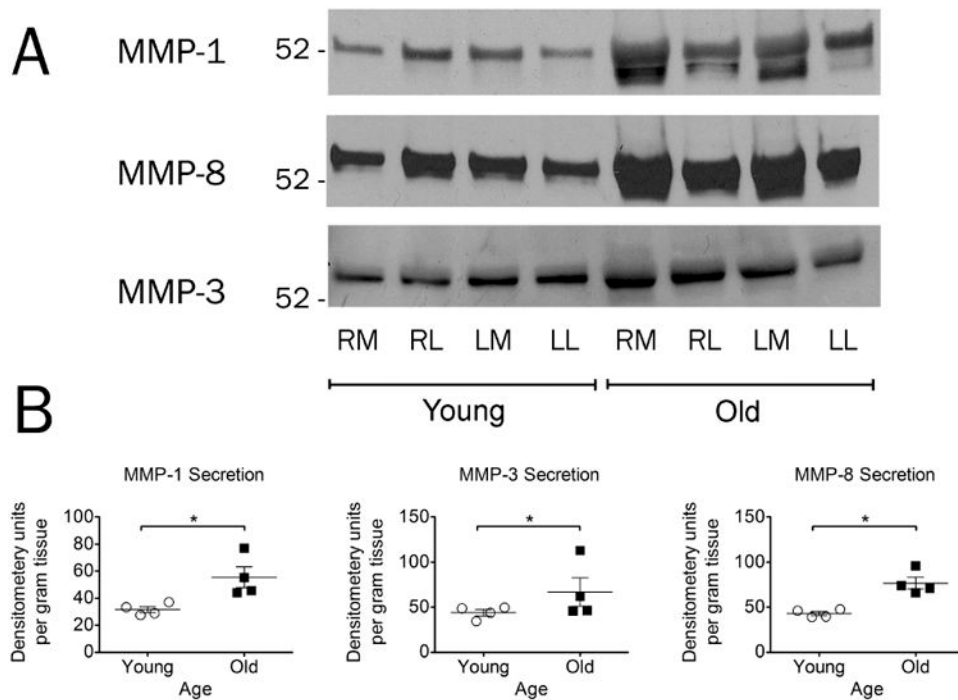 A
MMP-1
52 -
MMP-8
52 -
MMP-3
52 -
RM RL LM LL RM RL LM LL
Young Old
B
MMP-1 Secretion
Densitometery units
per gram tissue
100
80
60
40
20
0
*
Young Old
Age
MMP-3 Secretion
Densitometery units
per gram tissue
150
100
50
0
*
Young Old
Age
MMP-8 Secretion
Densitometery units
per gram tissue
150
100
50
0
*
Young Old
Age